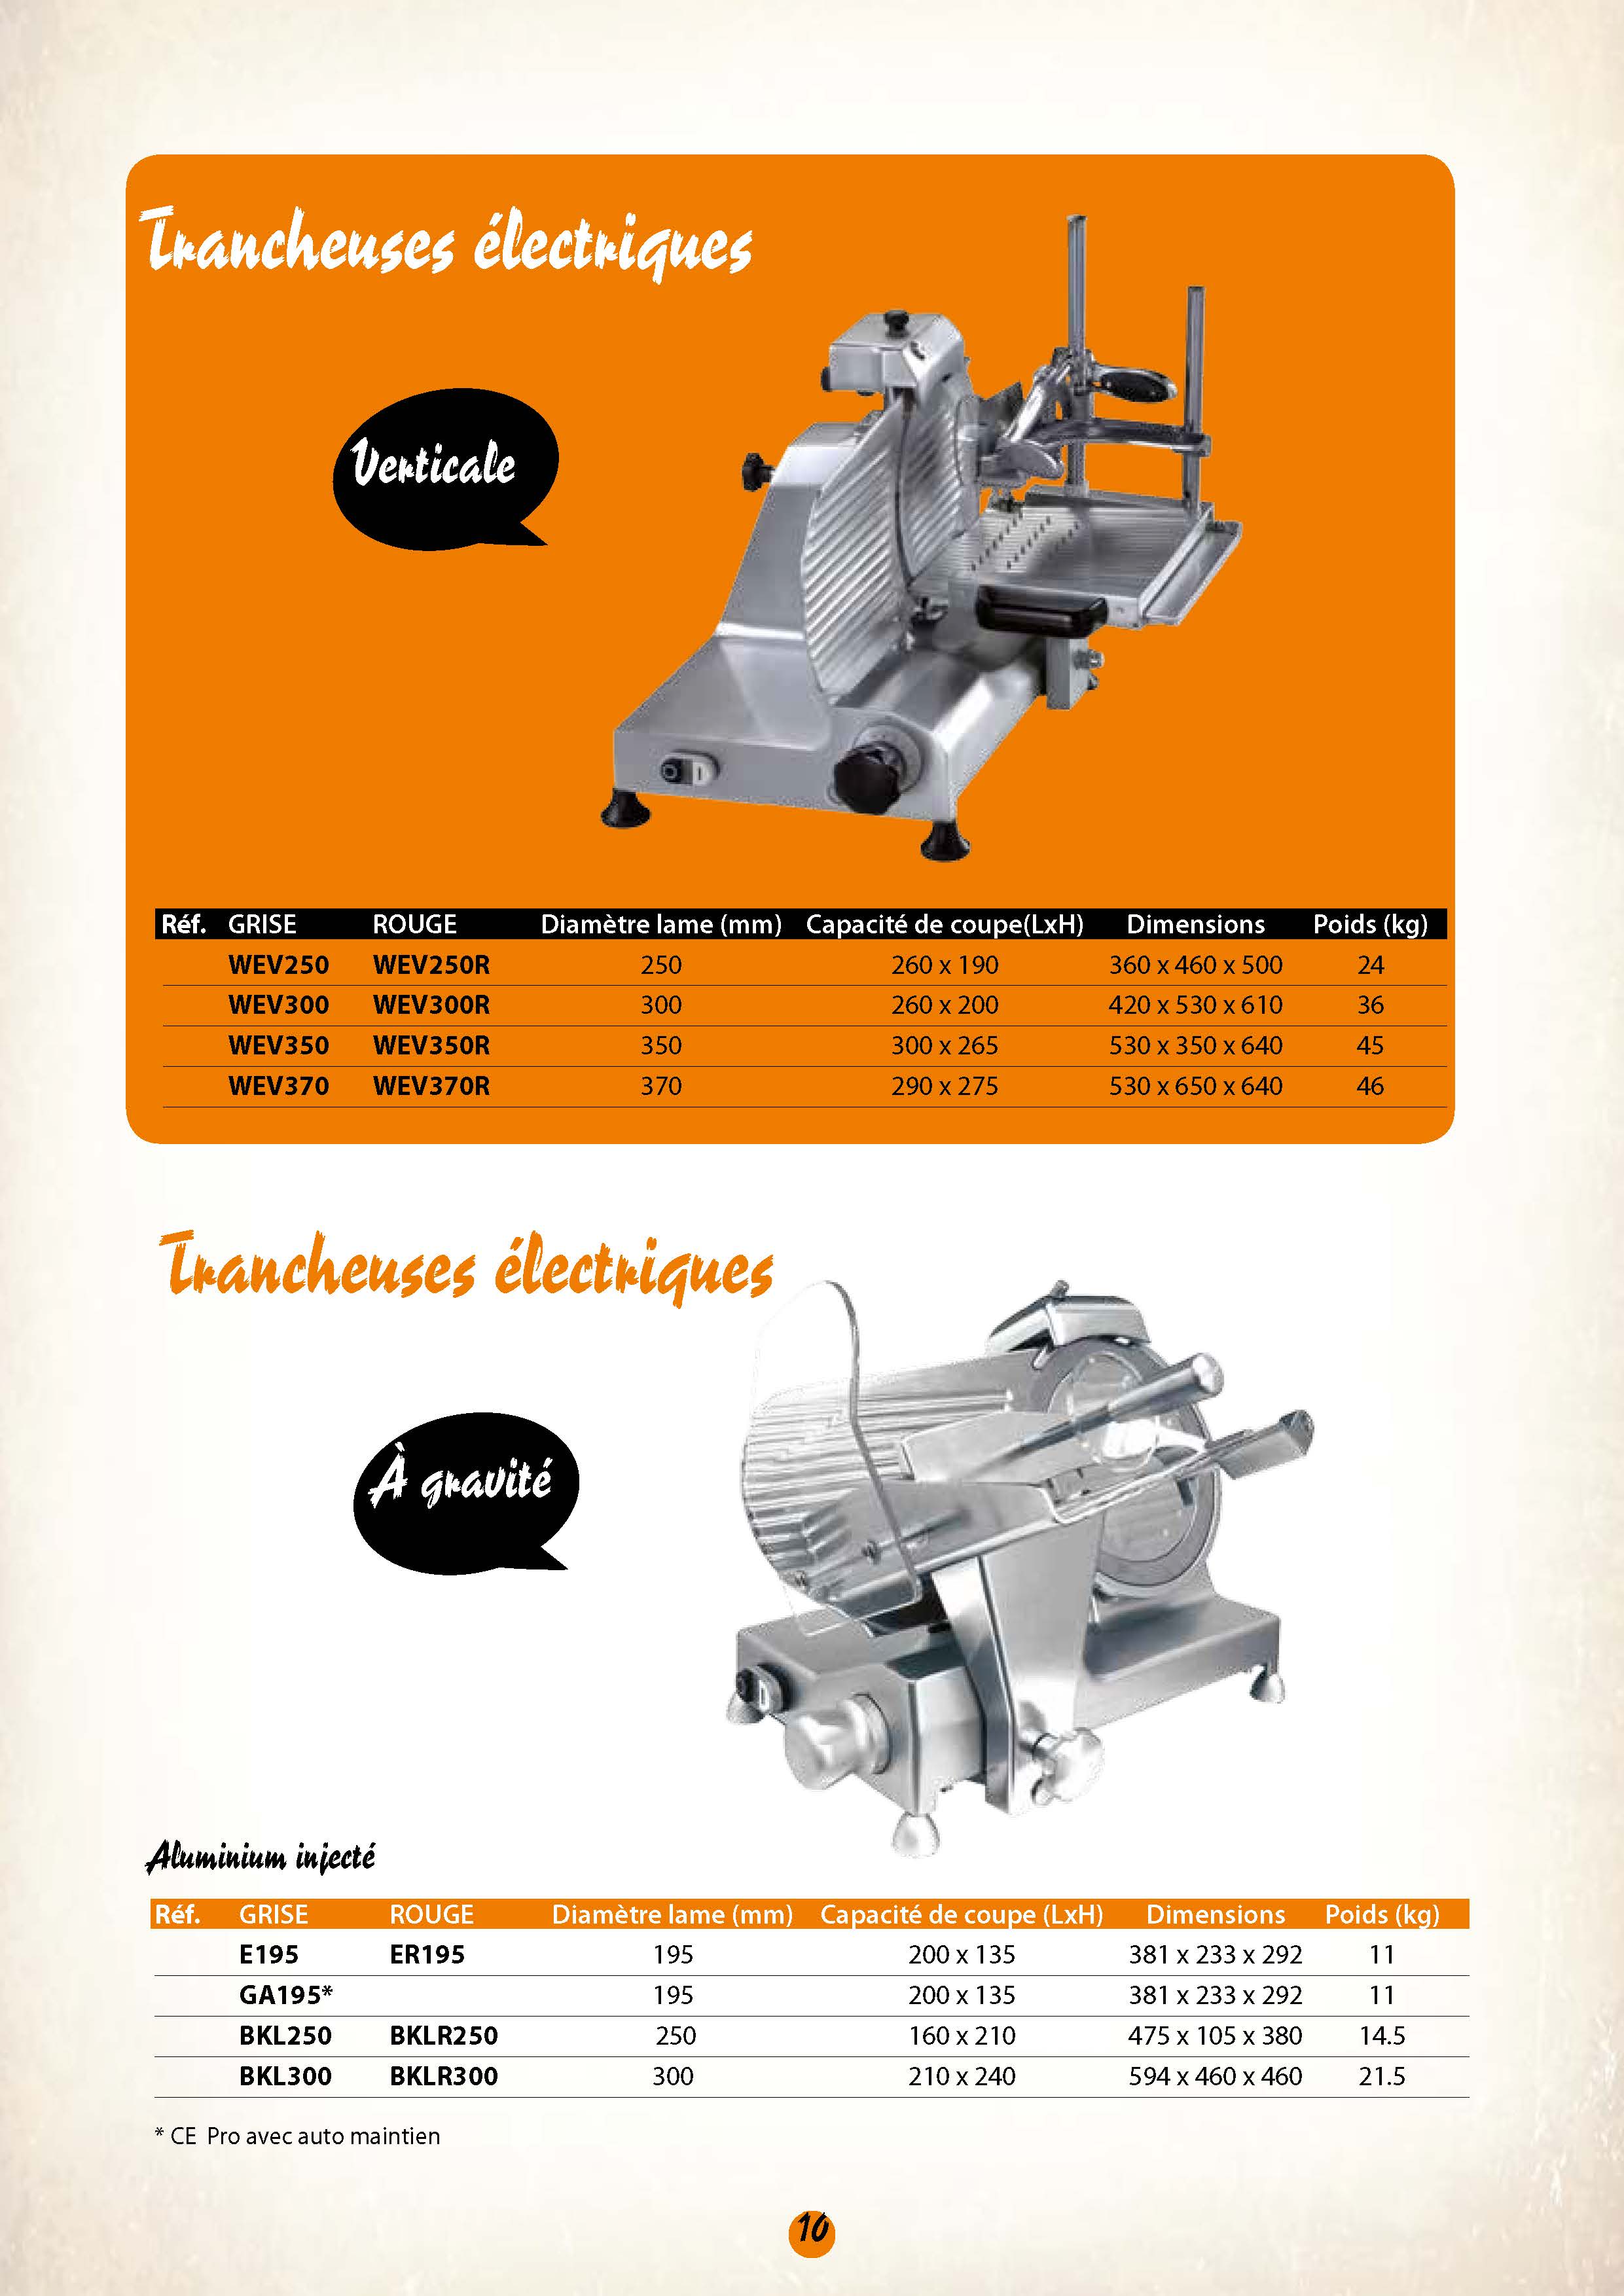 Trancheuses électriques
Verticale
Réf. GRISE ROUGE Diamètre lame (mm) Capacité de coupe(LxH) Dimensions Poids (kg)
WEV250 WEV250R 250 260 x 190 360 x 460 x 500 24
WEV300 WEV300R 300 260 x 200 420 x 530 x 610 36
WEV350 WEV350R 350 300 x 265 530 x 350 x 640 45
WEV370 WEV370R 370 290 x 275 530 x 650 x 640 46
Trancheuses électriques
À gravité
Aluminium injecté
Réf. GRISE ROUGE Diamètre lame (mm) Capacité de coupe (LxH) Dimensions Poids (kg)
E195 ER195 195 200 x 135 381 x 233 x 292 11
GA195* 195 200 x 135 381 x 233 x 292 11
BKL250 BKLR250 250 160 x 210 475 x 105 x 380 14.5
BKL300 BKLR300 300 210 x 240 594 x 460 x 460 21.5
* CE Pro avec auto maintien
10